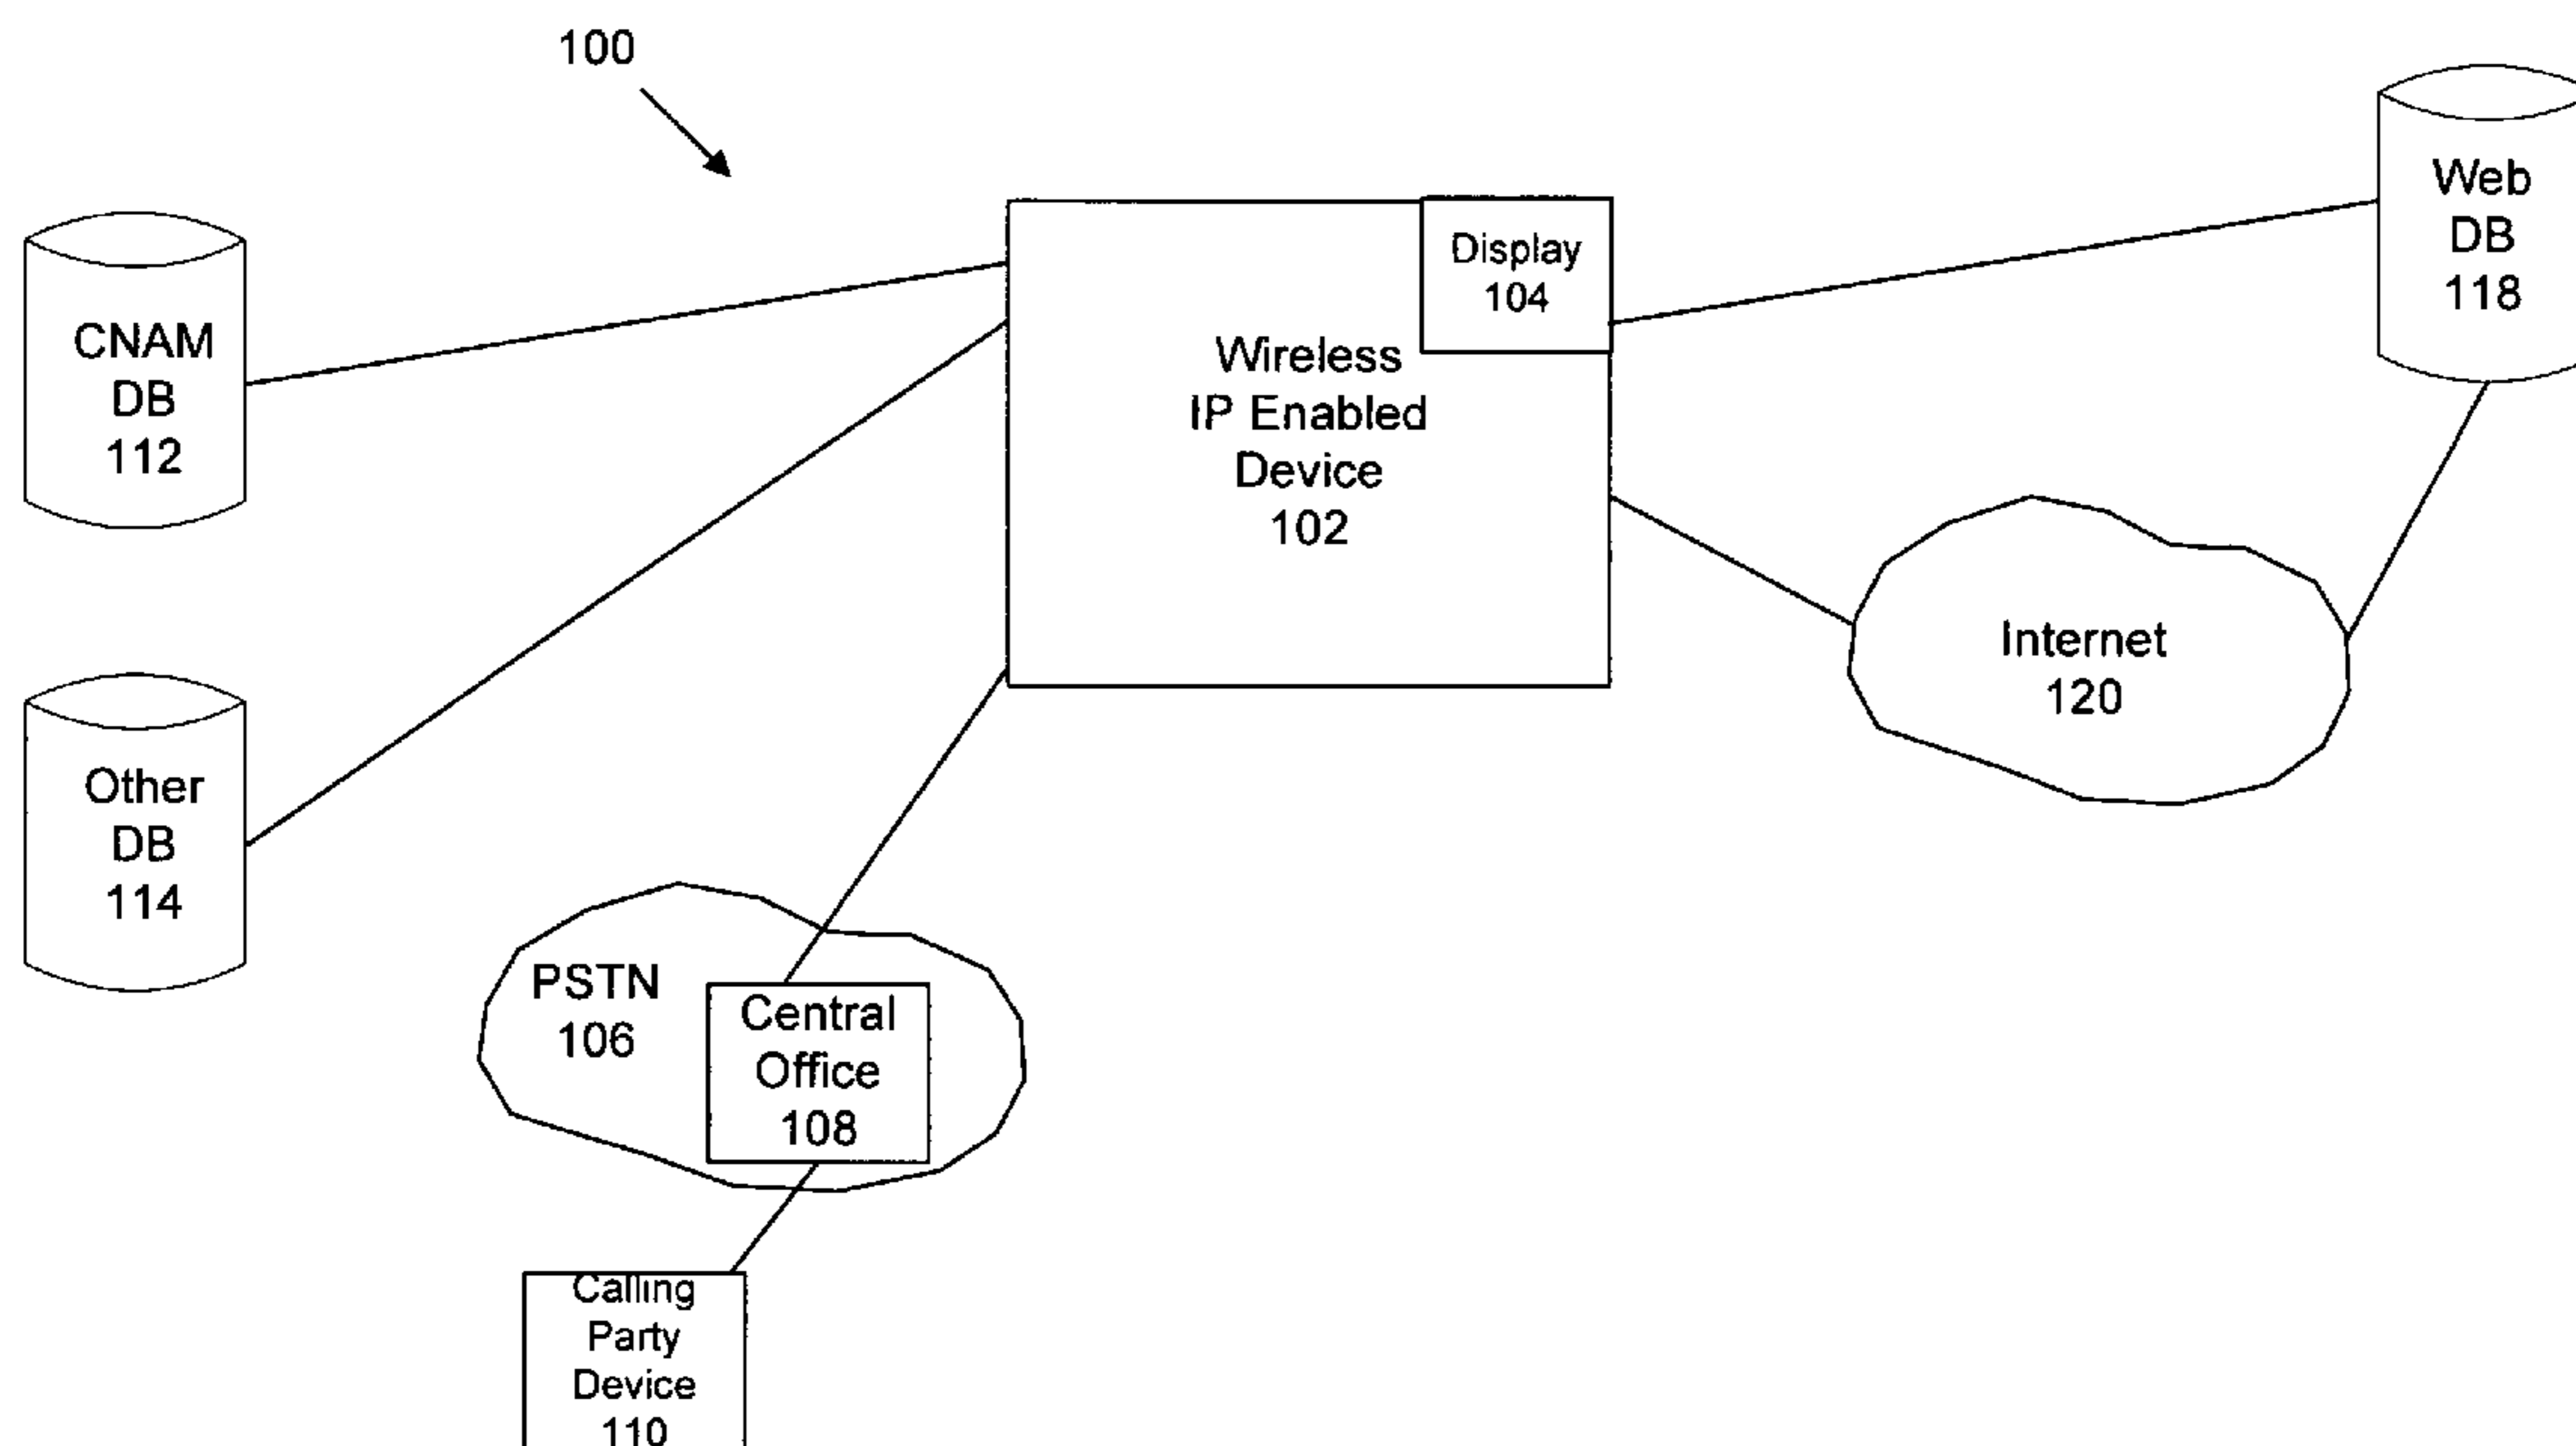 100
Web
DB
118
Display
104
CNAM
DB
112
Wireless
IP Enabled
Device
102
Internet
120
Other
DB
114
PSTN
106
Central
Office
108
Calling
Party
Device
110